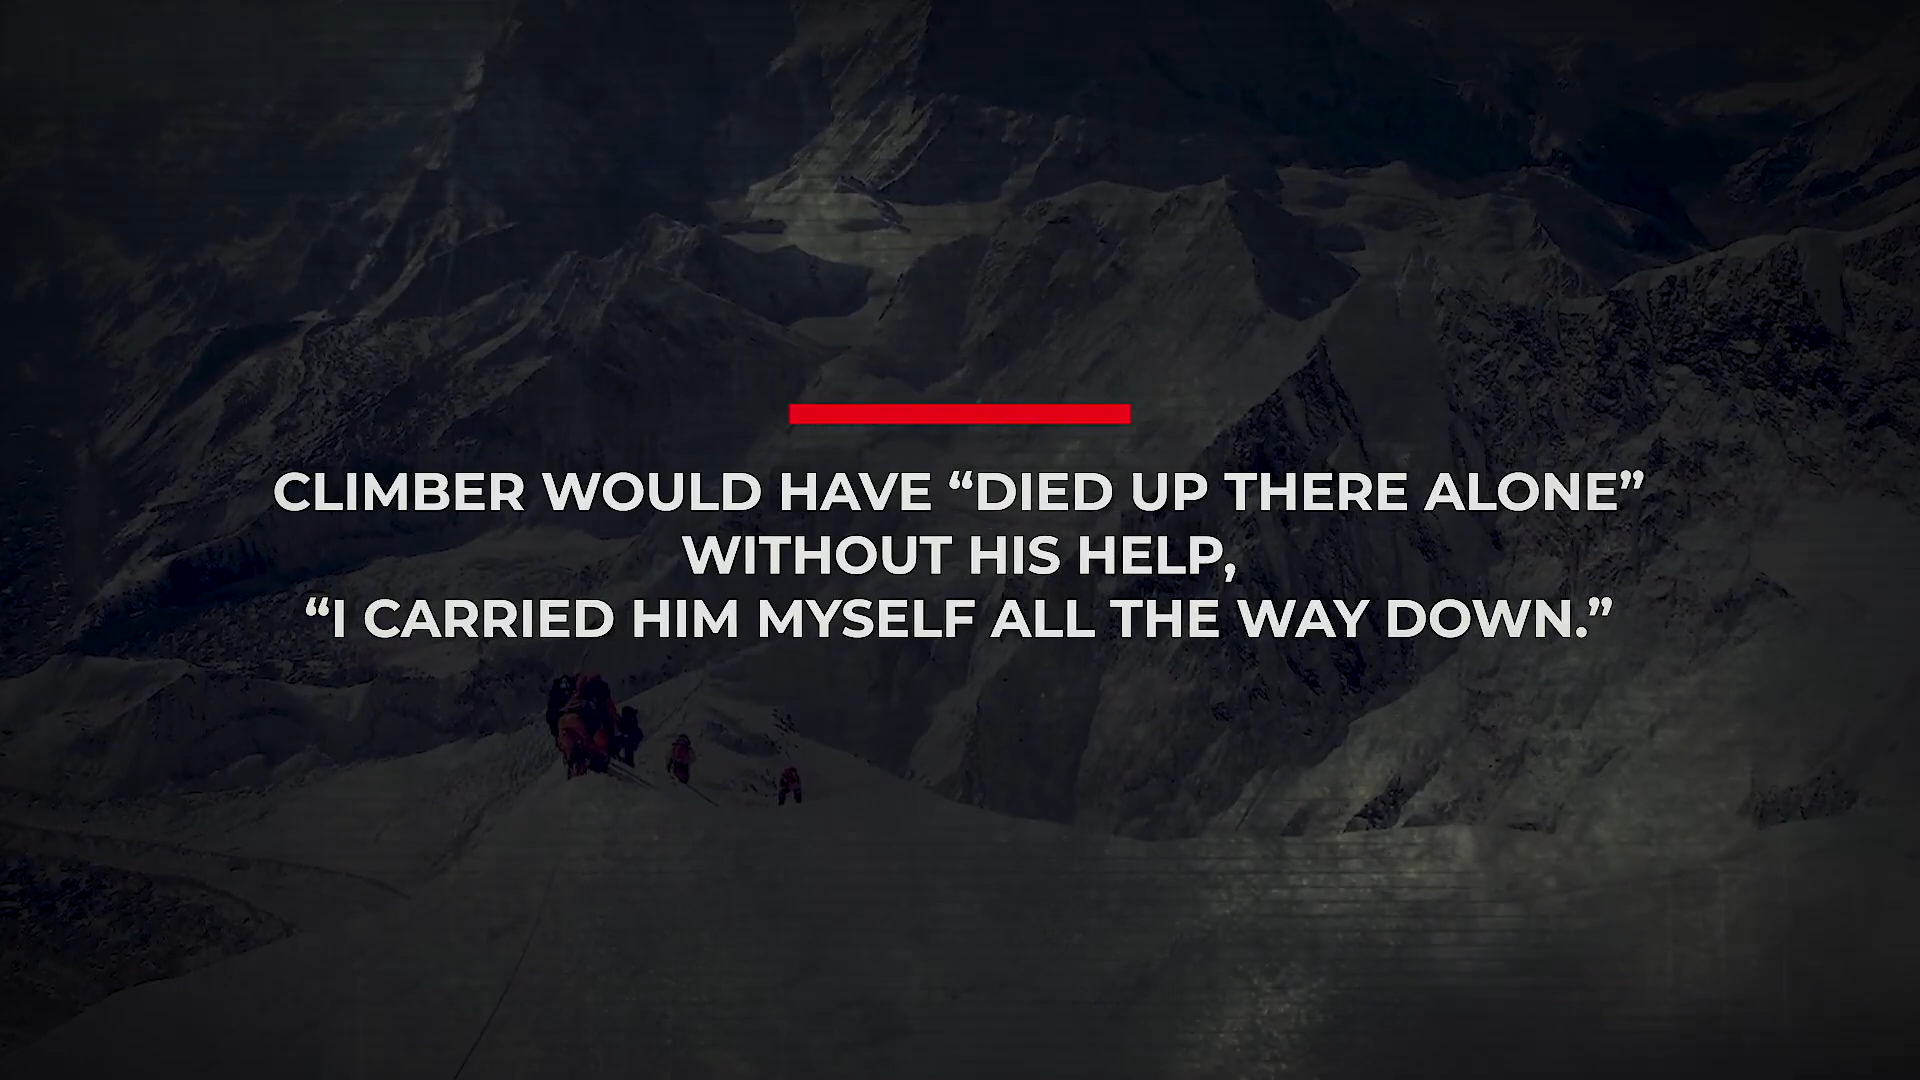 CLIMBER WOULD HAVE “DIED UP THERE ALONE”
WITHOUT HIS HELP,
“I CARRIED HIM MYSELF ALL THE WAY DOWN.”